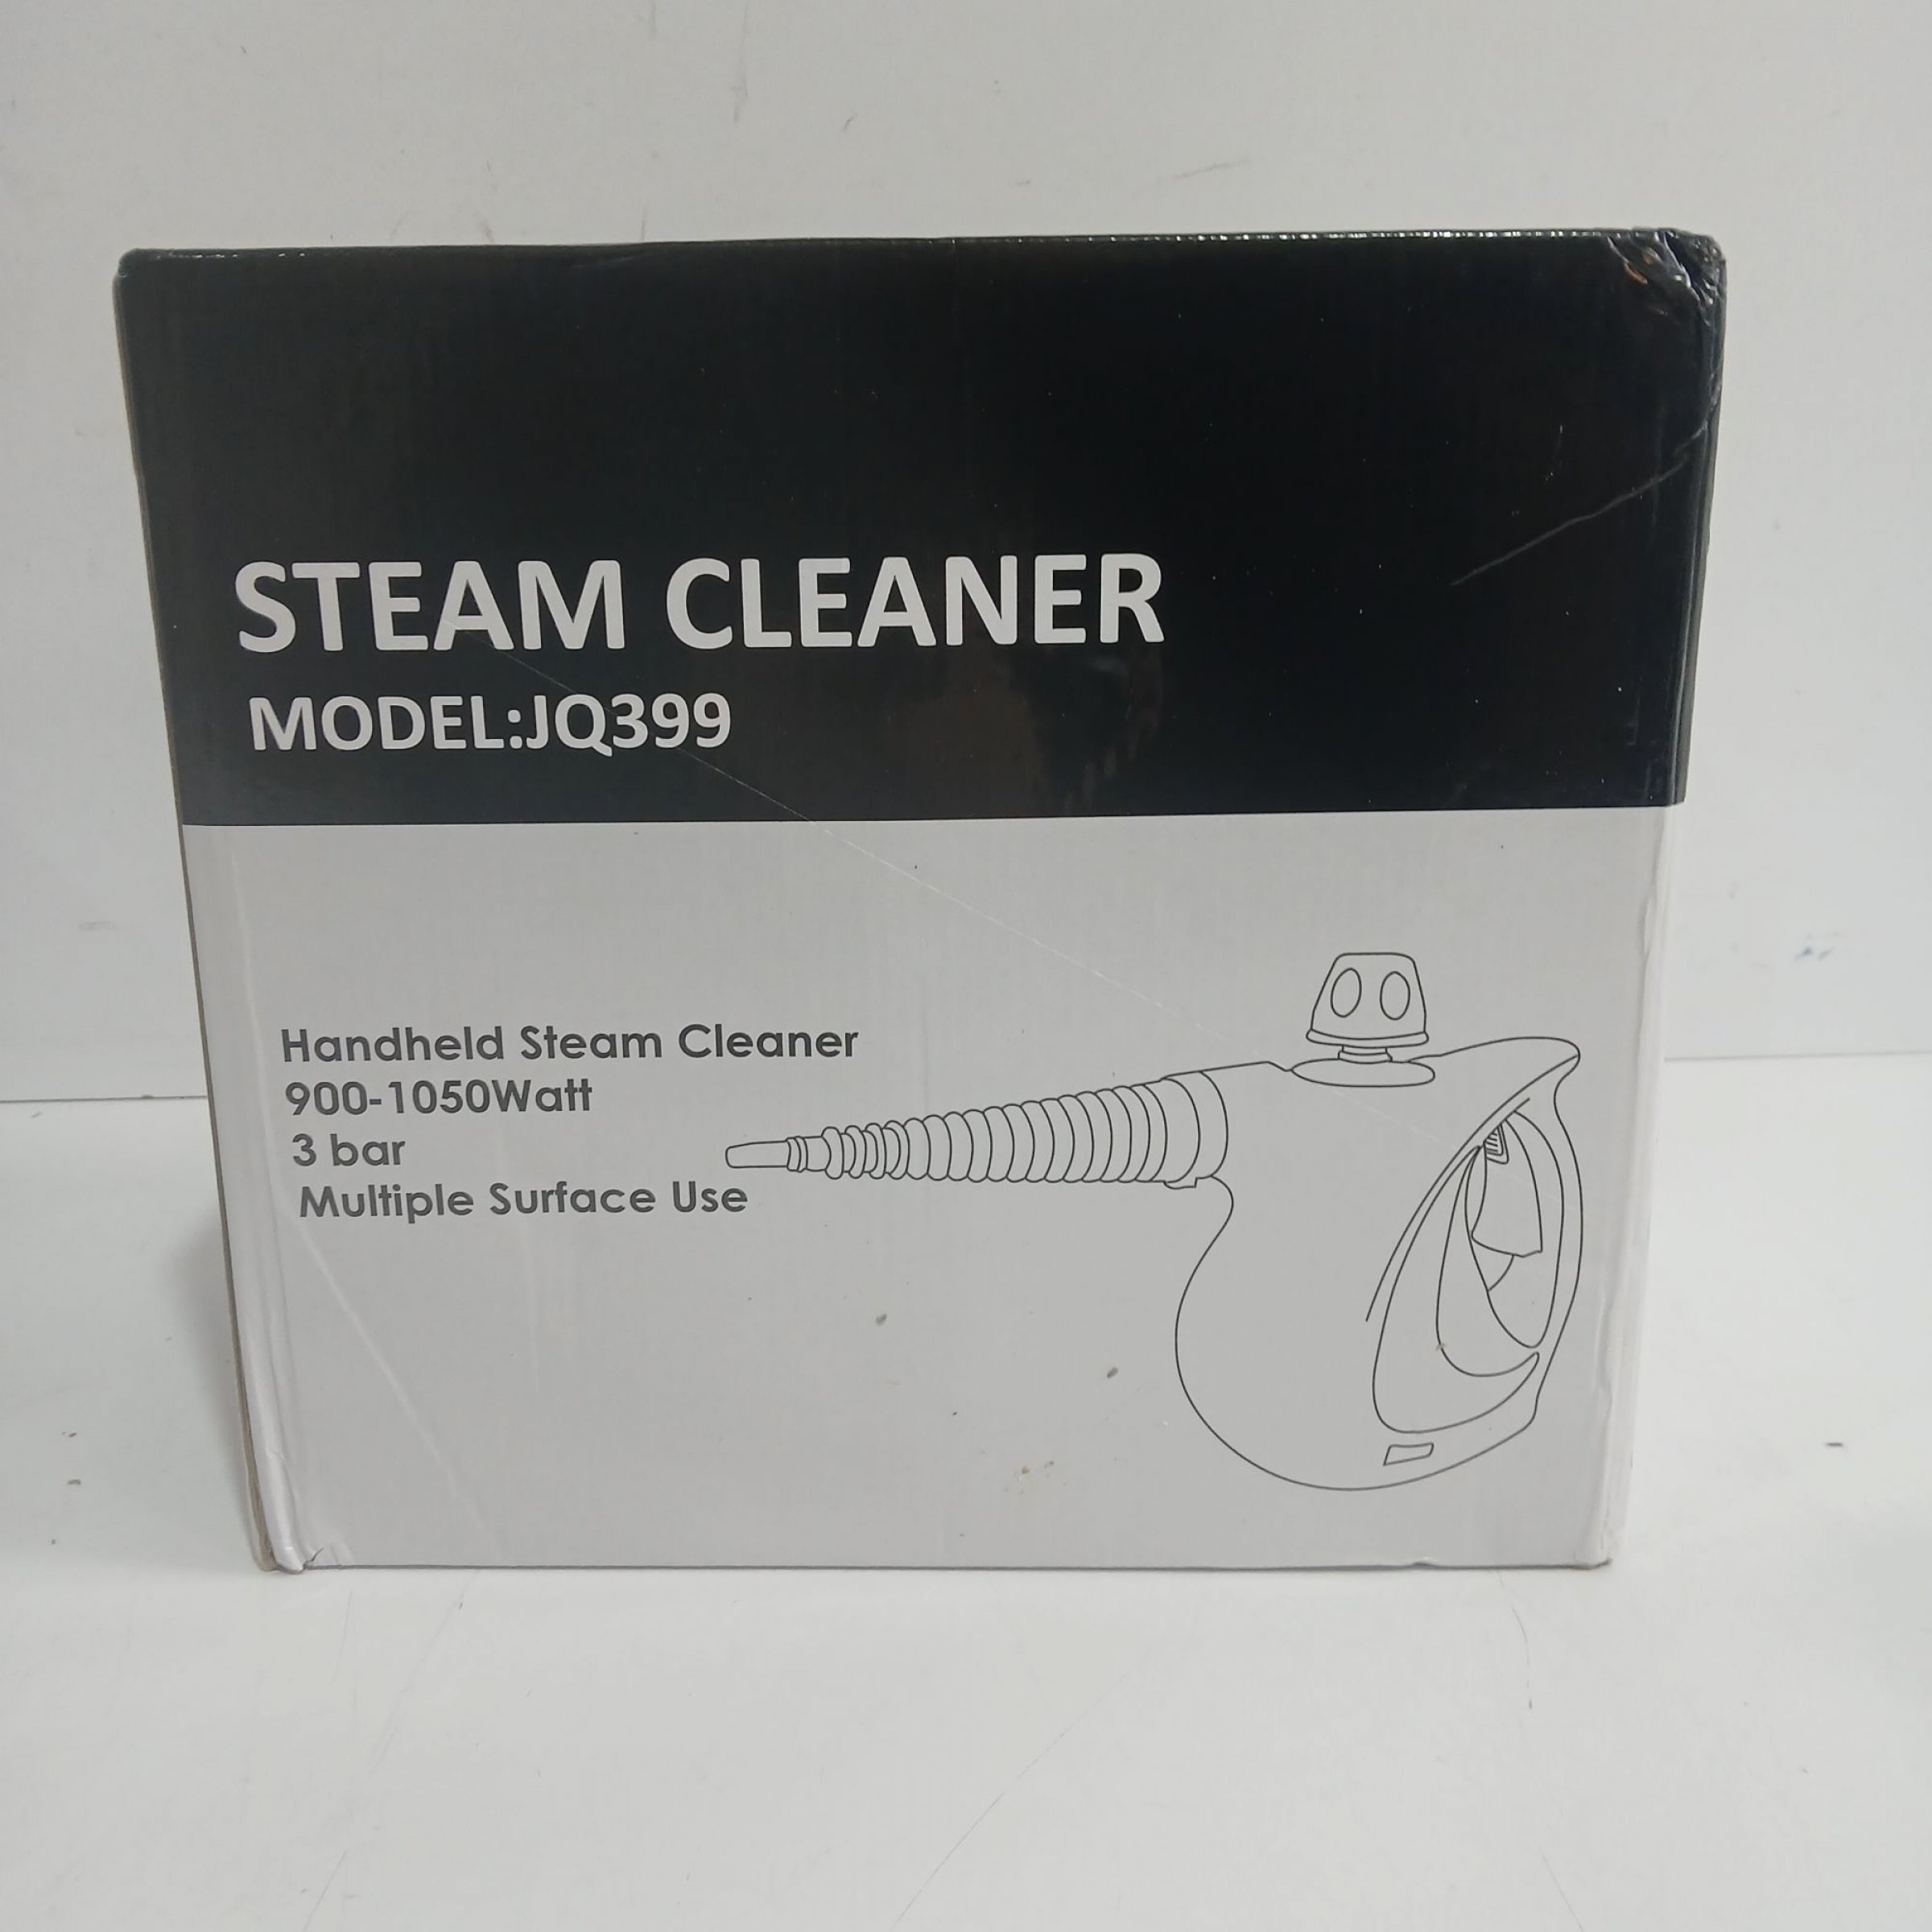 STEAM CLEANER
MODEL:JQ399
Handheld Steam Cleaner
900-1050Watt
3 bar
Multiple Surface Use